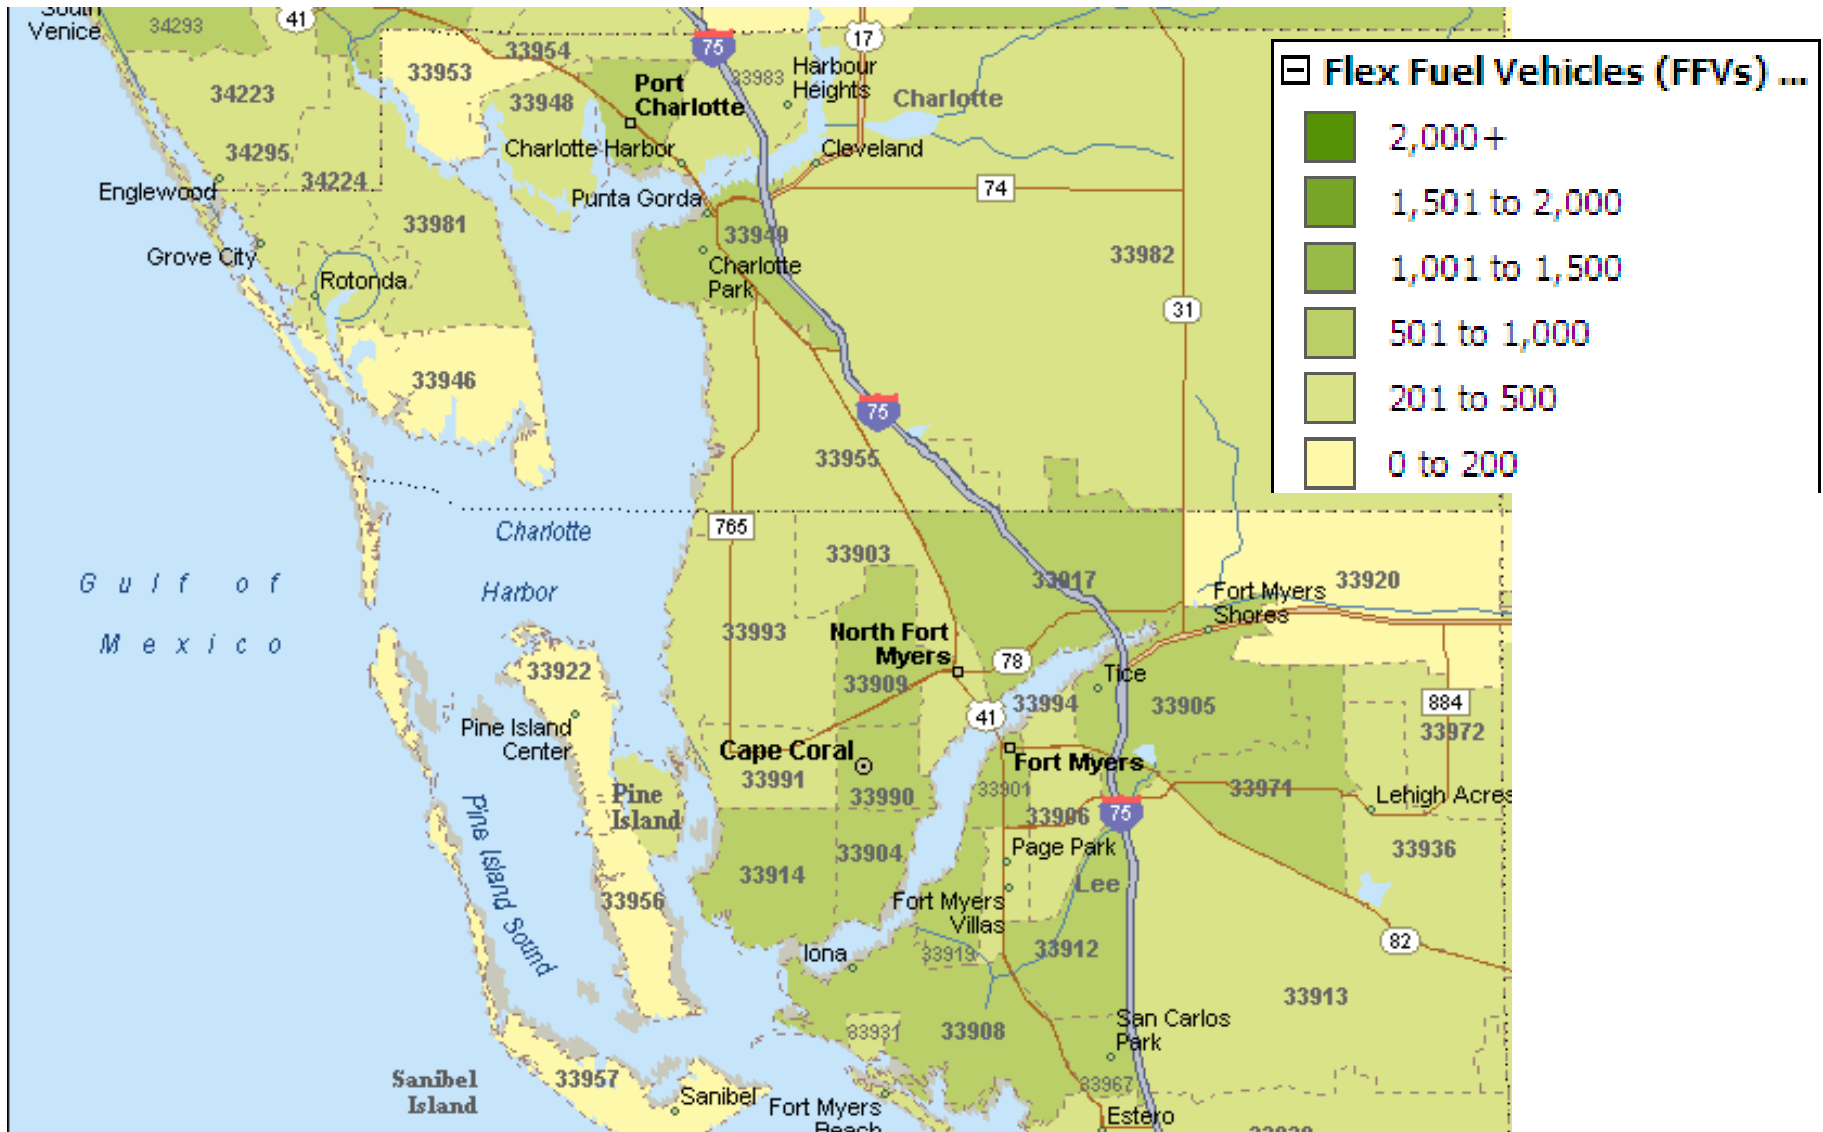 South
Venice
34293
41
33954
75
17
33953
33983
Harbour
Heights
Port
Charlotte
34223
33948
Charlotte
34295
Charlotte Harbor
Cleveland
34224
Englewood
Punta Gorda
74
33981
33949
Grove City
33982
Charlotte
Park
Rotonda
31
33946
75
33955
765
Charlotte
Harbor
33903
Gulf of
Mexico
33917
33920
Fort Myers
Shores
33993
North Fort
Myers
78
33922
33909
Tice
33994
33905
884
41
33972
Pine Island
Center
Cape Coral
Fort Myers
33991
33990
33901
33971
Lehigh Acres
Pine
Island
33906
75
Page Park
33904
33936
33914
Lee
Pine Island Sound
33956
Fort Myers
Villas
Iona
33919
33912
82
33913
33931
33908
San Carlos
Park
Sanibel
Island
33957
33967
Sanibel
Fort Myers
Beach
Estero
Flex Fuel Vehicles (FFVs) ...
2,000+
1,501 to 2,000
1,001 to 1,500
501 to 1,000
201 to 500
0 to 200